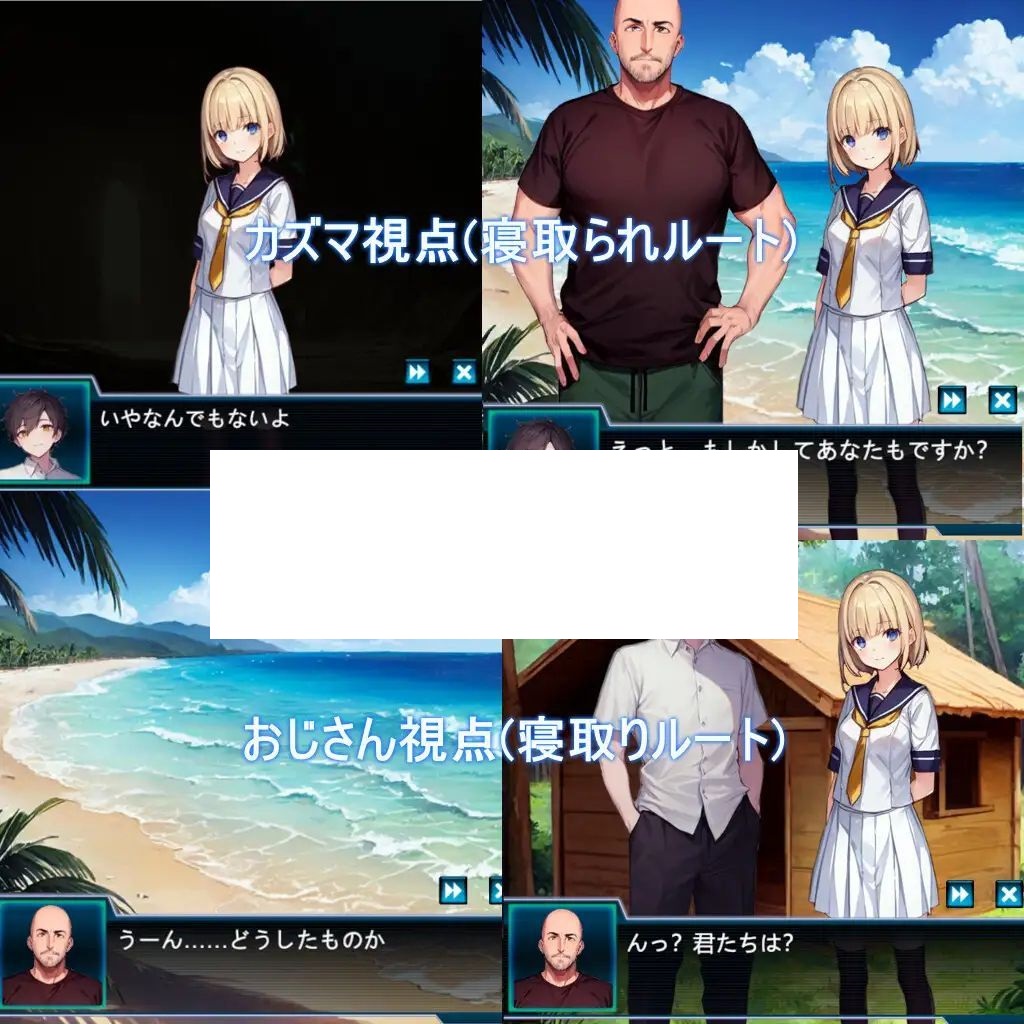 カズマ視点(寝取られルート)
いやなんでもないよ
えっと、もしかしてあなたもですか?
おじさん視点(寝取りルート)
うーん……どうしたものか
んっ? 君たちは?